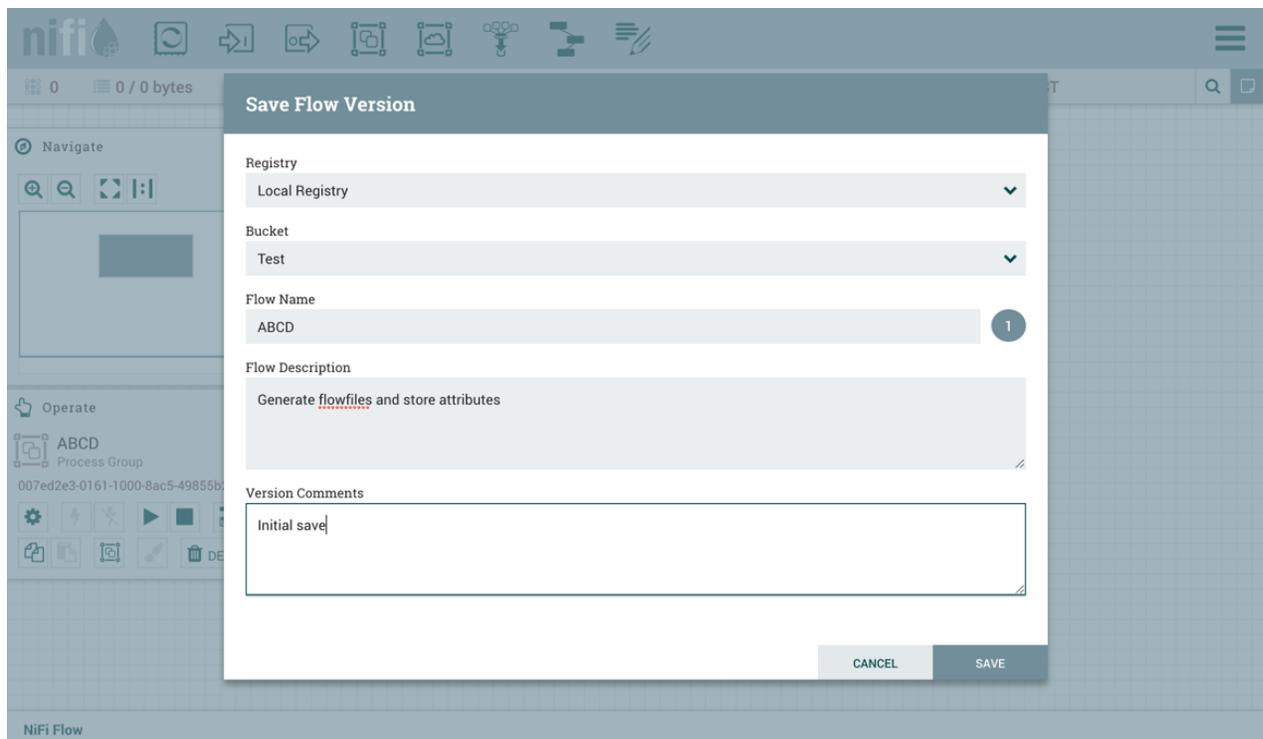 nifi
0
0 / 0 bytes
ST
Save Flow Version
Navigate
Registry
Local Registry
Bucket
Test
Flow Name
ABCD
1
Flow Description
Generate flowfiles and store attributes
Operate
ABCD
Process Group
007ed2e3-0161-1000-8ac5-49855b
Version Comments
Initial save
DE
CANCEL
SAVE
NiFi Flow